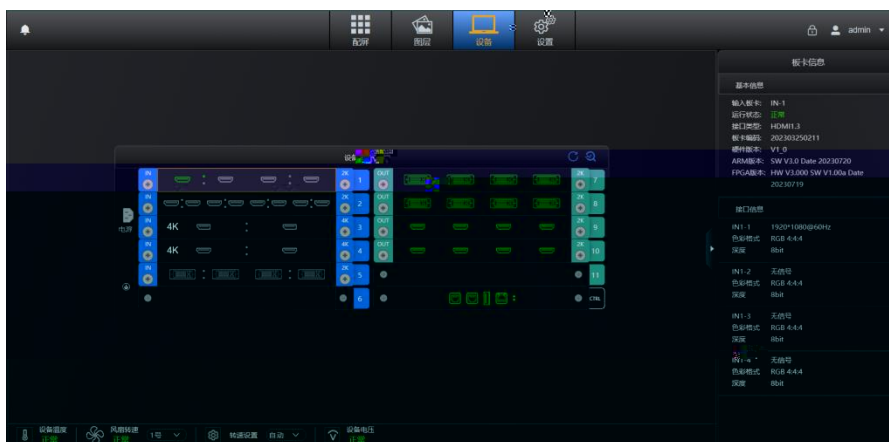 配屏
图层
设备
设置
admin
板卡信息
基本信息
输入板卡: IN-1
运行状态: 正常
接口类型: HDMI1.3
板卡编码: 202303250211
硬件版本: V1_0
ARM版本: SW V3.0 Date 20230720
FPGA版本: HW V3.000 SW V1.00a Date
20230719
接口信息
IN1-1 1920*1080@60Hz
色彩格式 RGB 4:4:4
深度 8bit
IN1-2 无信号
色彩格式 RGB 4:4:4
深度 8bit
IN1-3 无信号
色彩格式 RGB 4:4:4
深度 8bit
IN1-4 无信号
色彩格式 RGB 4:4:4
深度 8bit
IN 2K 1 OUT 2K 7
IN 2K 2 OUT 2K 8
IN 4K 4K 3 OUT 2K 9
IN 4K 4K 4 OUT 2K 10
IN 2K 5 11
6 CTRL
电屏
设备温度
正常
风扇转速
1号
转速设置
自动
设备电压
正常